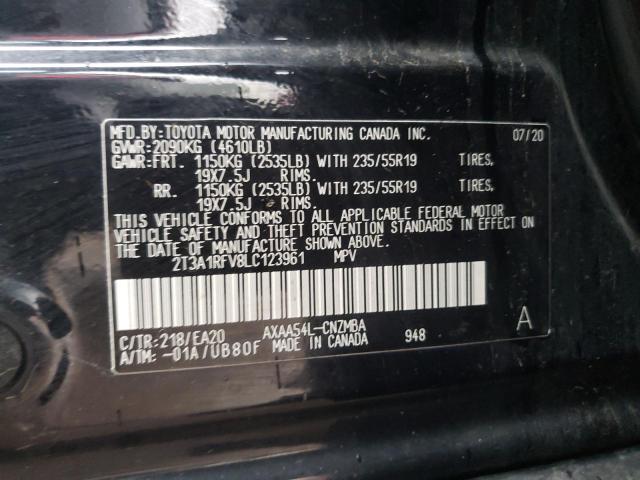 MFD.BY:TOYOTA MOTOR MANUFACTURING CANADA INC. 07/20
GVWR:2090KG (4610LB)
GAWR:FRT. 1150KG (2535LB) WITH 235/55R19 TIRES,
19X7.5J RIMS.
RR. 1150KG (2535LB) WITH 235/55R19 TIRES,
19X7.5J RIMS.
THIS VEHICLE CONFORMS TO ALL APPLICABLE FEDERAL MOTOR
VEHICLE SAFETY AND THEFT PREVENTION STANDARDS IN EFFECT ON
THE DATE OF MANUFACTURE SHOWN ABOVE.
2T3A1RFV8LC123961 MPV
C/TR:218/EA20 AXAA54L-CNZMBA A
A/TM:-01A/UB80F MADE IN CANADA 948